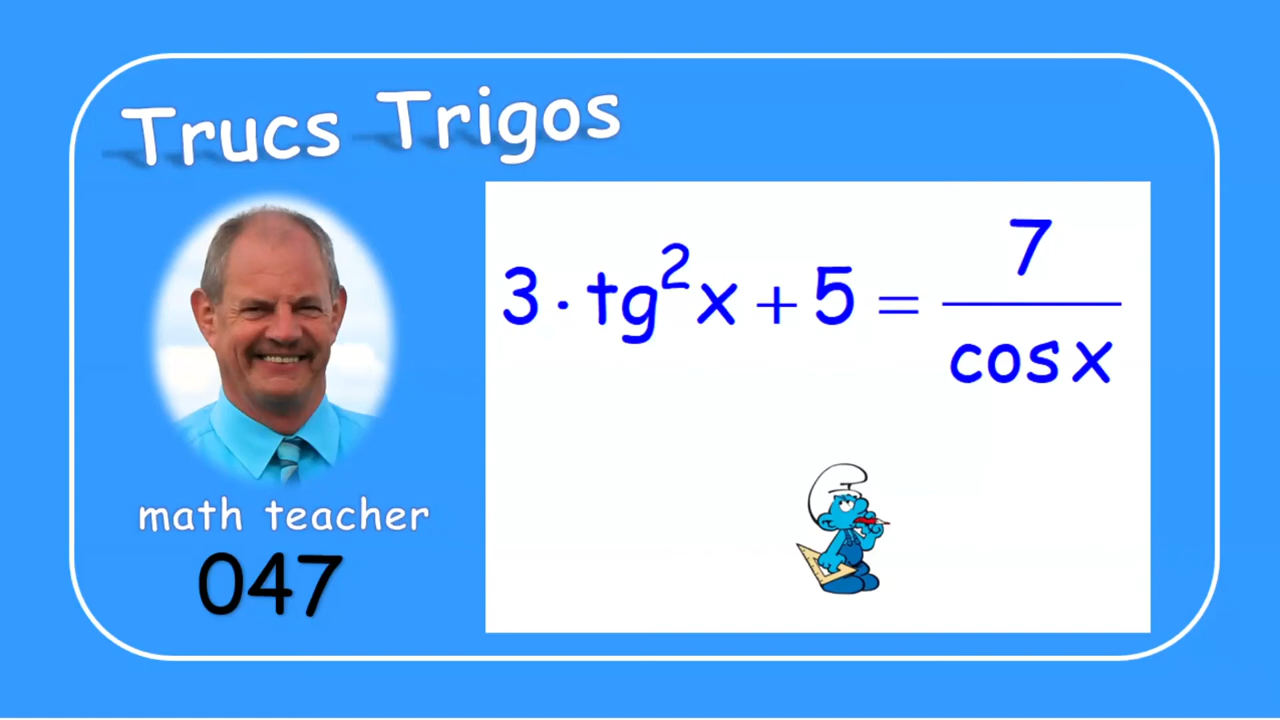 Trucs Trigos
3 · tg²x + 5 = 7 / cos x
math teacher
047